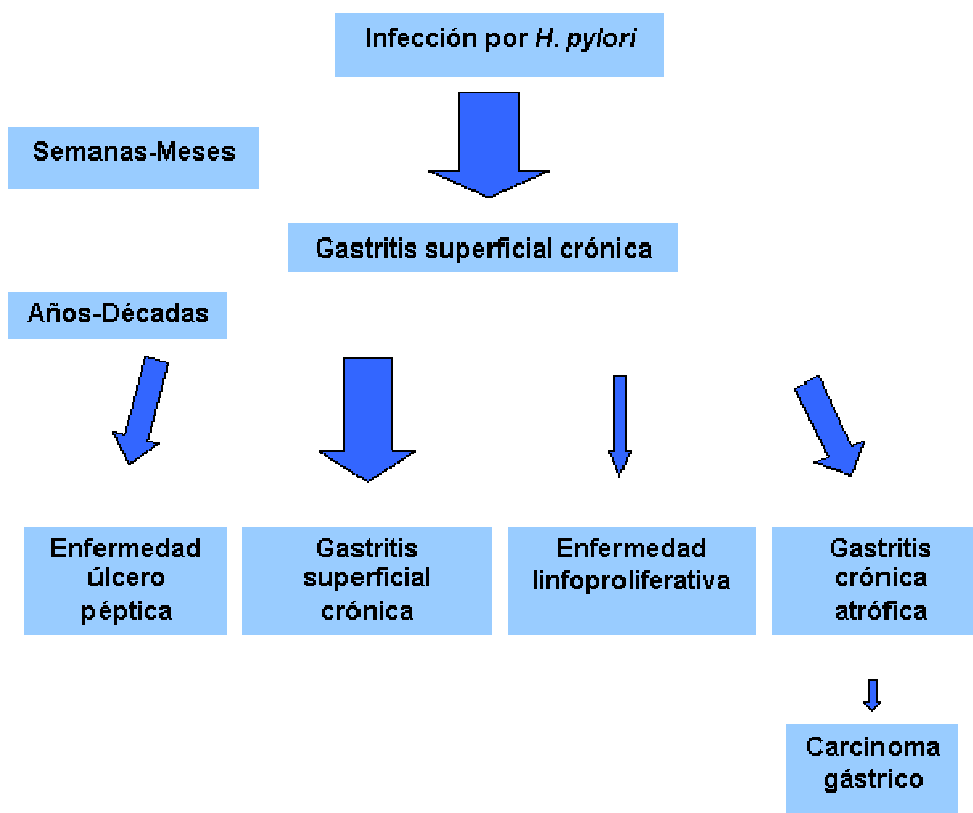 Infección por H. pylori
Semanas-Meses
Gastritis superficial crónica
Años-Décadas
Enfermedad
úlcero
péptica
Gastritis
superficial
crónica
Enfermedad
linfoproliferativa
Gastritis
crónica
atrófica
Carcinoma
gástrico